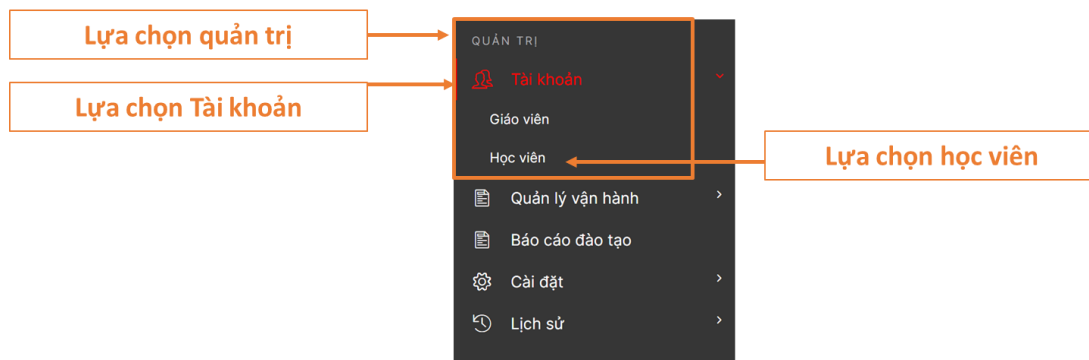 Lựa chọn quản trị
Lựa chọn Tài khoản
QUẢN TRỊ
Tài khoản
Giáo viên
Học viên
Lựa chọn học viên
Quản lý vận hành
Báo cáo đào tạo
Cài đặt
Lịch sử